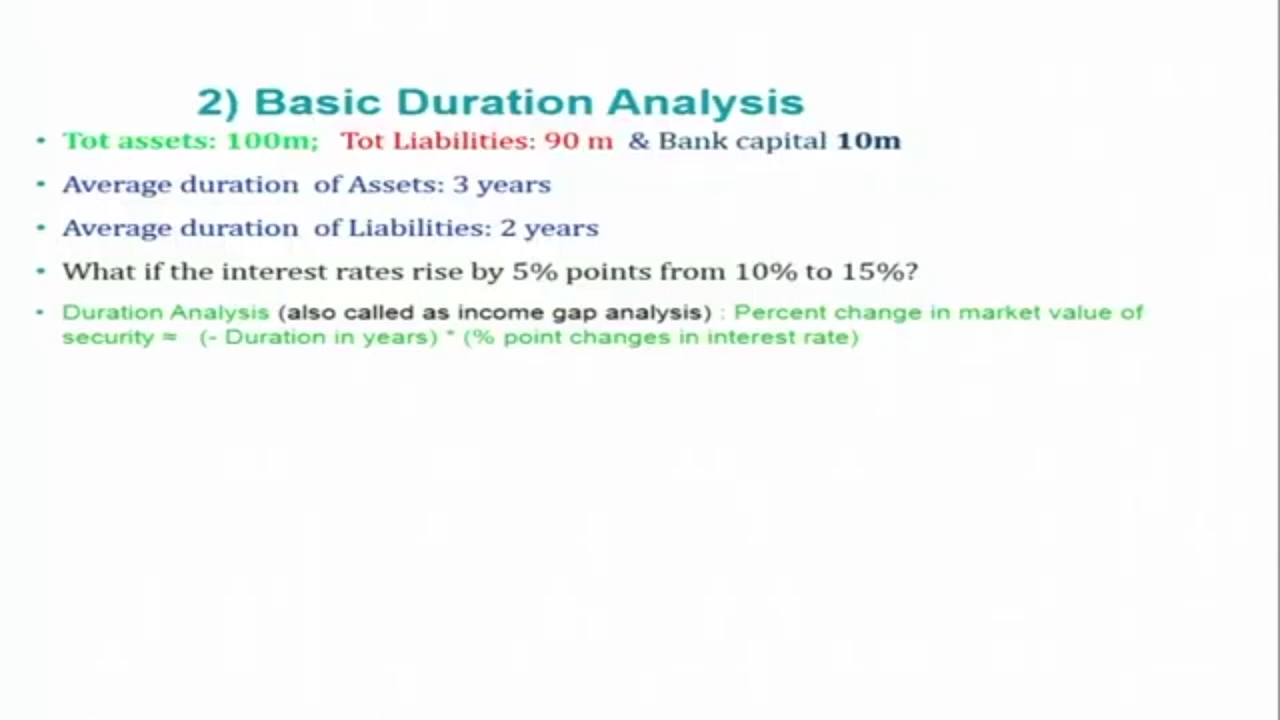 2) Basic Duration Analysis
• Tot assets: 100m; Tot Liabilities: 90 m & Bank capital 10m
• Average duration of Assets: 3 years
• Average duration of Liabilities: 2 years
• What if the interest rates rise by 5% points from 10% to 15%?
• Duration Analysis (also called as income gap analysis) : Percent change in market value of
security ≈ (- Duration in years) * (% point changes in interest rate)